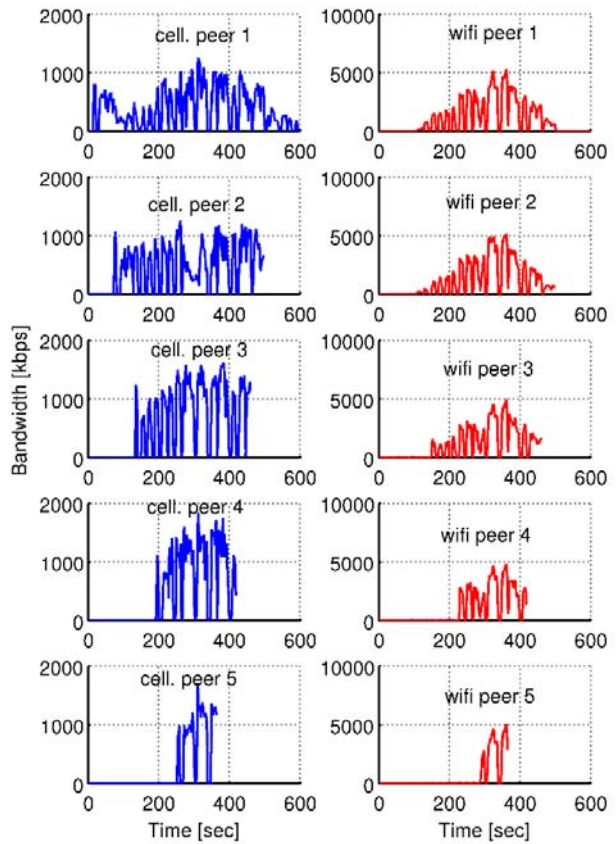 2000
cell. peer 1
1000
0
0 200 400 600
10000
wifi peer 1
5000
0
0 200 400 600
2000
cell. peer 2
1000
0
0 200 400 600
10000
wifi peer 2
5000
0
0 200 400 600
Bandwidth [kbps]
2000
cell. peer 3
1000
0
0 200 400 600
10000
wifi peer 3
5000
0
0 200 400 600
2000
cell. peer 4
1000
0
0 200 400 600
10000
wifi peer 4
5000
0
0 200 400 600
2000
cell. peer 5
1000
0
0 200 400 600
Time [sec]
10000
wifi peer 5
5000
0
0 200 400 600
Time [sec]